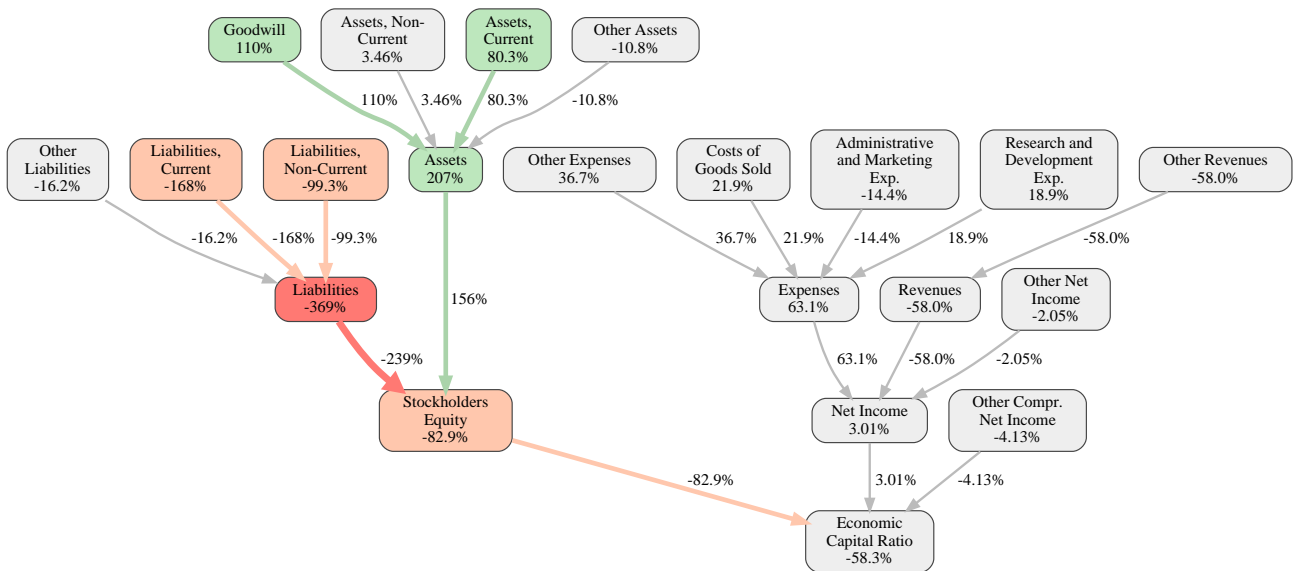 Goodwill
110%
Assets, Non-
Current
3.46%
Assets,
Current
80.3%
Other Assets
-10.8%
110%
3.46%
80.3%
-10.8%
Other
Liabilities
-16.2%
Liabilities,
Current
-168%
Liabilities,
Non-Current
-99.3%
Assets
207%
Other Expenses
36.7%
Costs of
Goods Sold
21.9%
Administrative
and Marketing
Exp.
-14.4%
Research and
Development
Exp.
18.9%
Other Revenues
-58.0%
-16.2%
-168%
-99.3%
36.7%
21.9%
-14.4%
18.9%
-58.0%
Liabilities
-369%
156%
Expenses
63.1%
Revenues
-58.0%
Other Net
Income
-2.05%
-239%
63.1%
-58.0%
-2.05%
Stockholders
Equity
-82.9%
Net Income
3.01%
Other Compr.
Net Income
-4.13%
-82.9%
3.01%
-4.13%
Economic
Capital Ratio
-58.3%